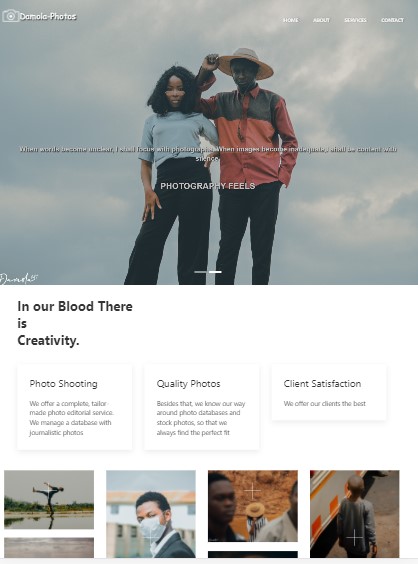 Damola-Photos
HOME ABOUT SERVICES CONTACT
When words become unclear, I shall focus with photographs. When images become inadequate, I shall be content with
silence.
PHOTOGRAPHY FEELS
In our Blood There
is
Creativity.
Photo Shooting
We offer a complete, tailor-
made photo editorial service.
We manage a database with
journalistic photos
Quality Photos
Besides that, we know our way
around photo databases and
stock photos, so that we
always find the perfect fit
Client Satisfaction
We offer our clients the best